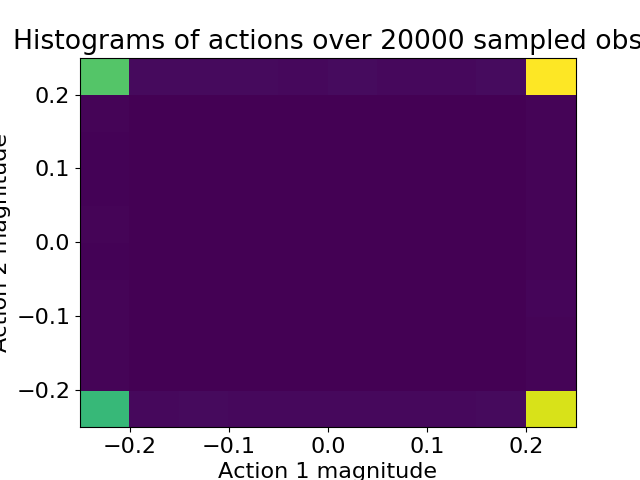 Histograms of actions over 20000 sampled obs
0.2
0.1
0.0
−0.1
−0.2
Action 2 magnitude
−0.2 −0.1 0.0 0.1 0.2
Action 1 magnitude